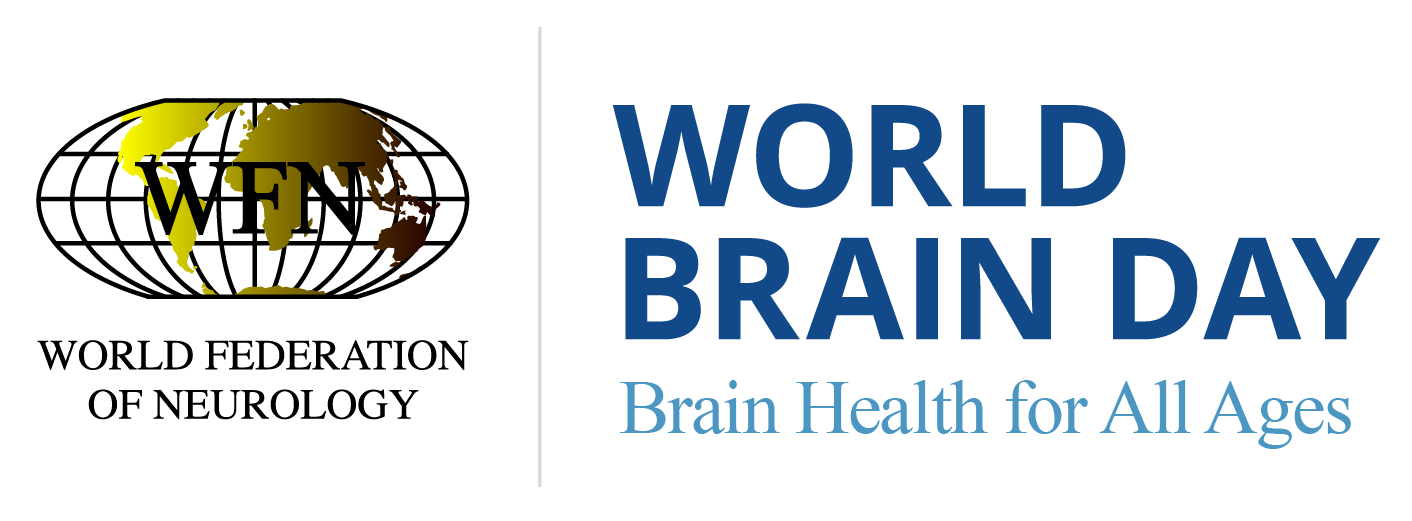 WFN
WORLD FEDERATION
OF NEUROLOGY
WORLD
BRAIN DAY
Brain Health for All Ages